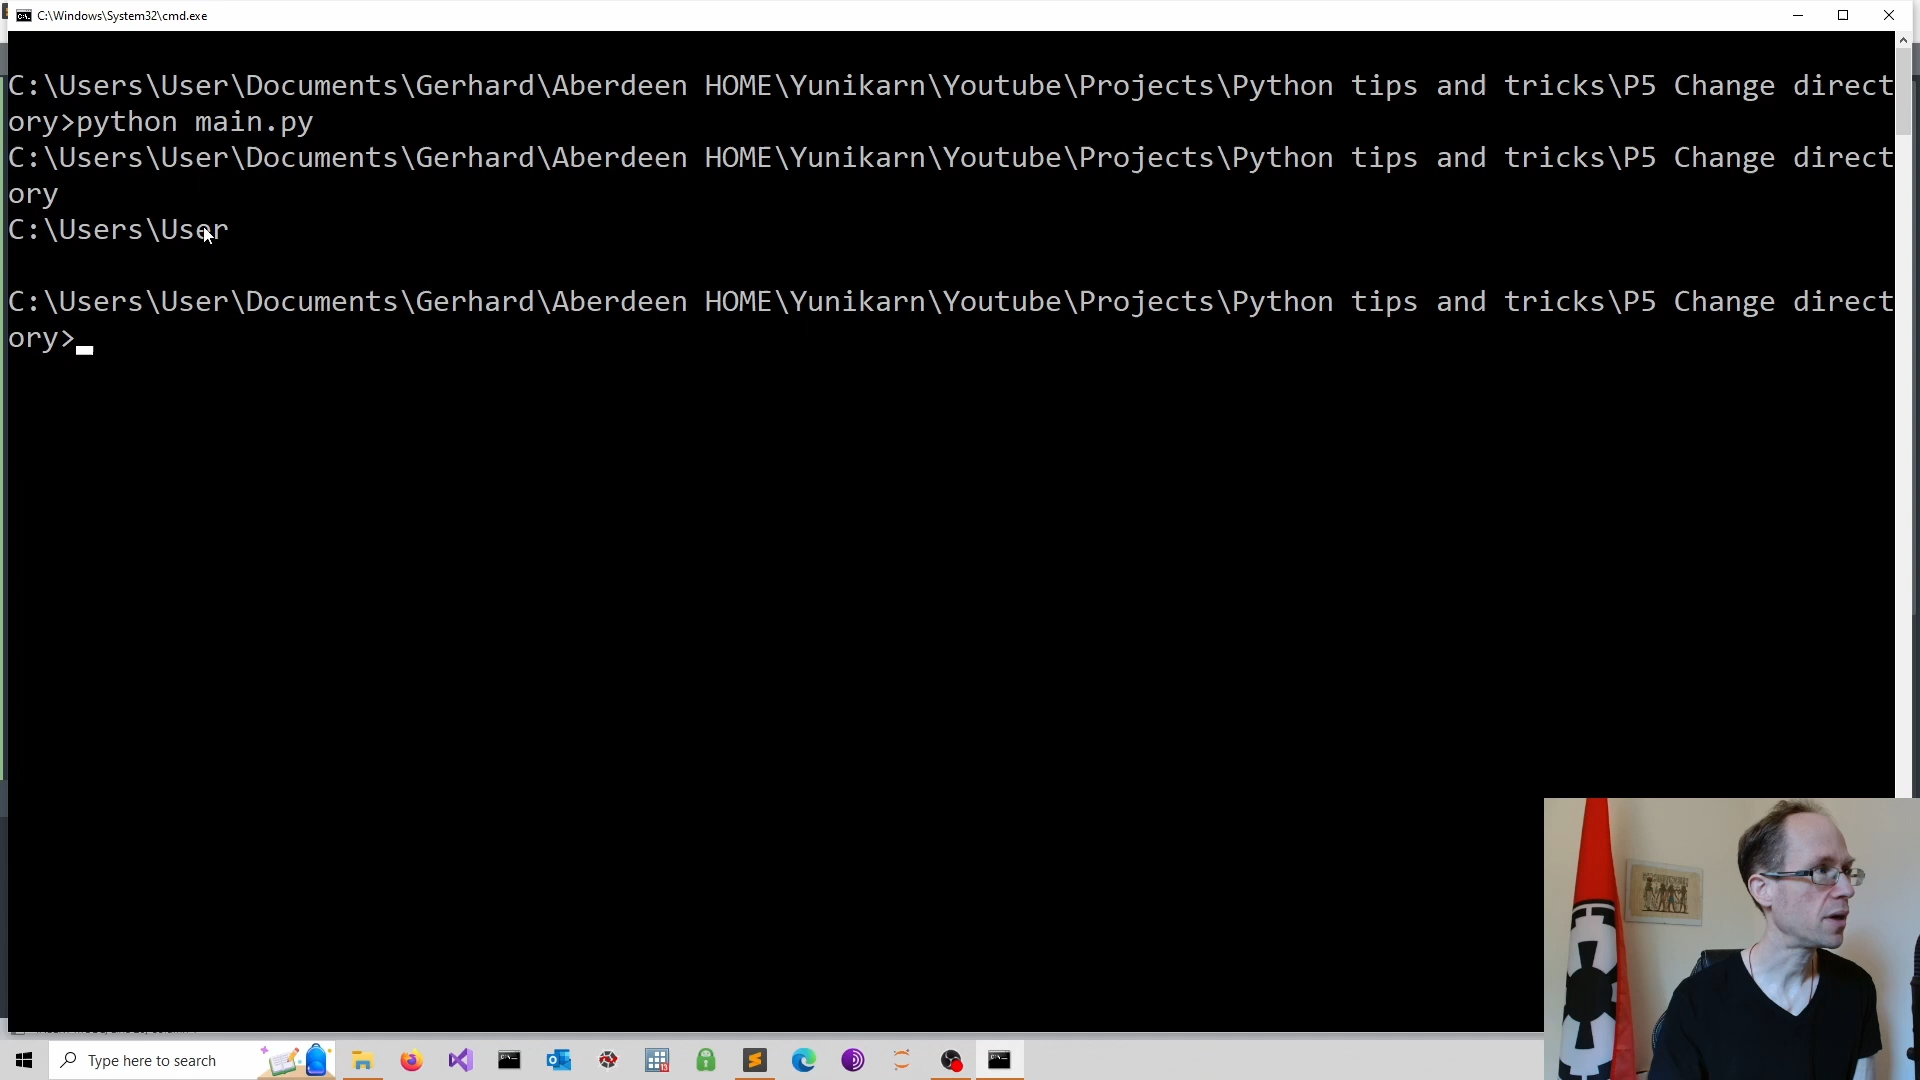 C:\Windows\System32\cmd.exe
C:\Users\User\Documents\Gerhard\Aberdeen HOME\Yunikarn\Youtube\Projects\Python tips and tricks\P5 Change direct
ory>python main.py
C:\Users\User\Documents\Gerhard\Aberdeen HOME\Yunikarn\Youtube\Projects\Python tips and tricks\P5 Change direct
ory
C:\Users\User
C:\Users\User\Documents\Gerhard\Aberdeen HOME\Yunikarn\Youtube\Projects\Python tips and tricks\P5 Change direct
ory>
Type here to search